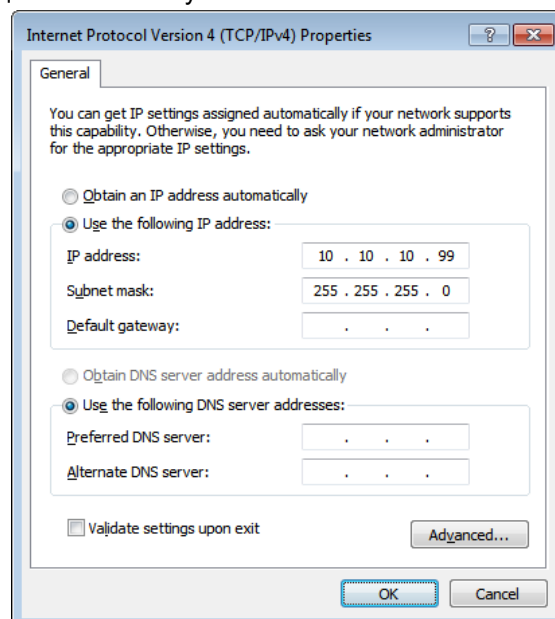 Internet Protocol Version 4 (TCP/IPv4) Properties
General
You can get IP settings assigned automatically if your network supports
this capability. Otherwise, you need to ask your network administrator
for the appropriate IP settings.
Obtain an IP address automatically
Use the following IP address:
IP address: 10 . 10 . 10 . 99
Subnet mask: 255 . 255 . 255 . 0
Default gateway: . . .
Obtain DNS server address automatically
Use the following DNS server addresses:
Preferred DNS server: . . .
Alternate DNS server: . . .
Validate settings upon exit
Advanced...
OK Cancel